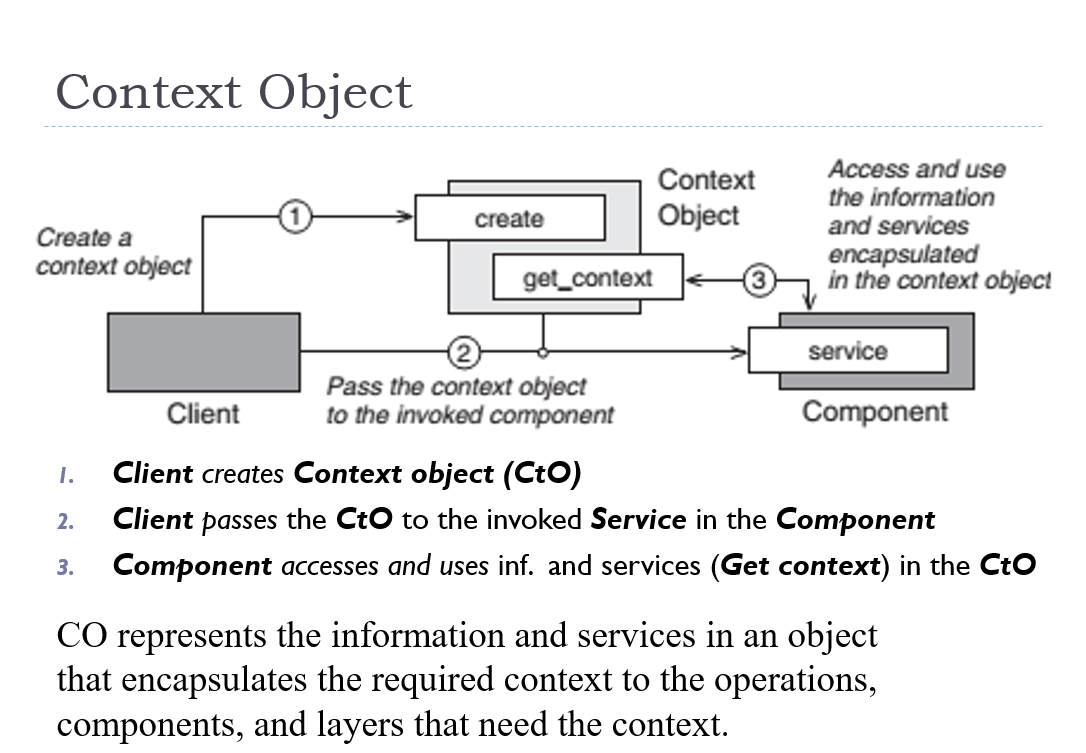 Context Object
Create a
context object
1
create
get_context
Context
Object
3
Access and use
the information
and services
encapsulated
in the context object
Client
2
Pass the context object
to the invoked component
service
Component
1. Client creates Context object (CtO)
2. Client passes the CtO to the invoked Service in the Component
3. Component accesses and uses inf. and services (Get context) in the CtO
CO represents the information and services in an object
that encapsulates the required context to the operations,
components, and layers that need the context.